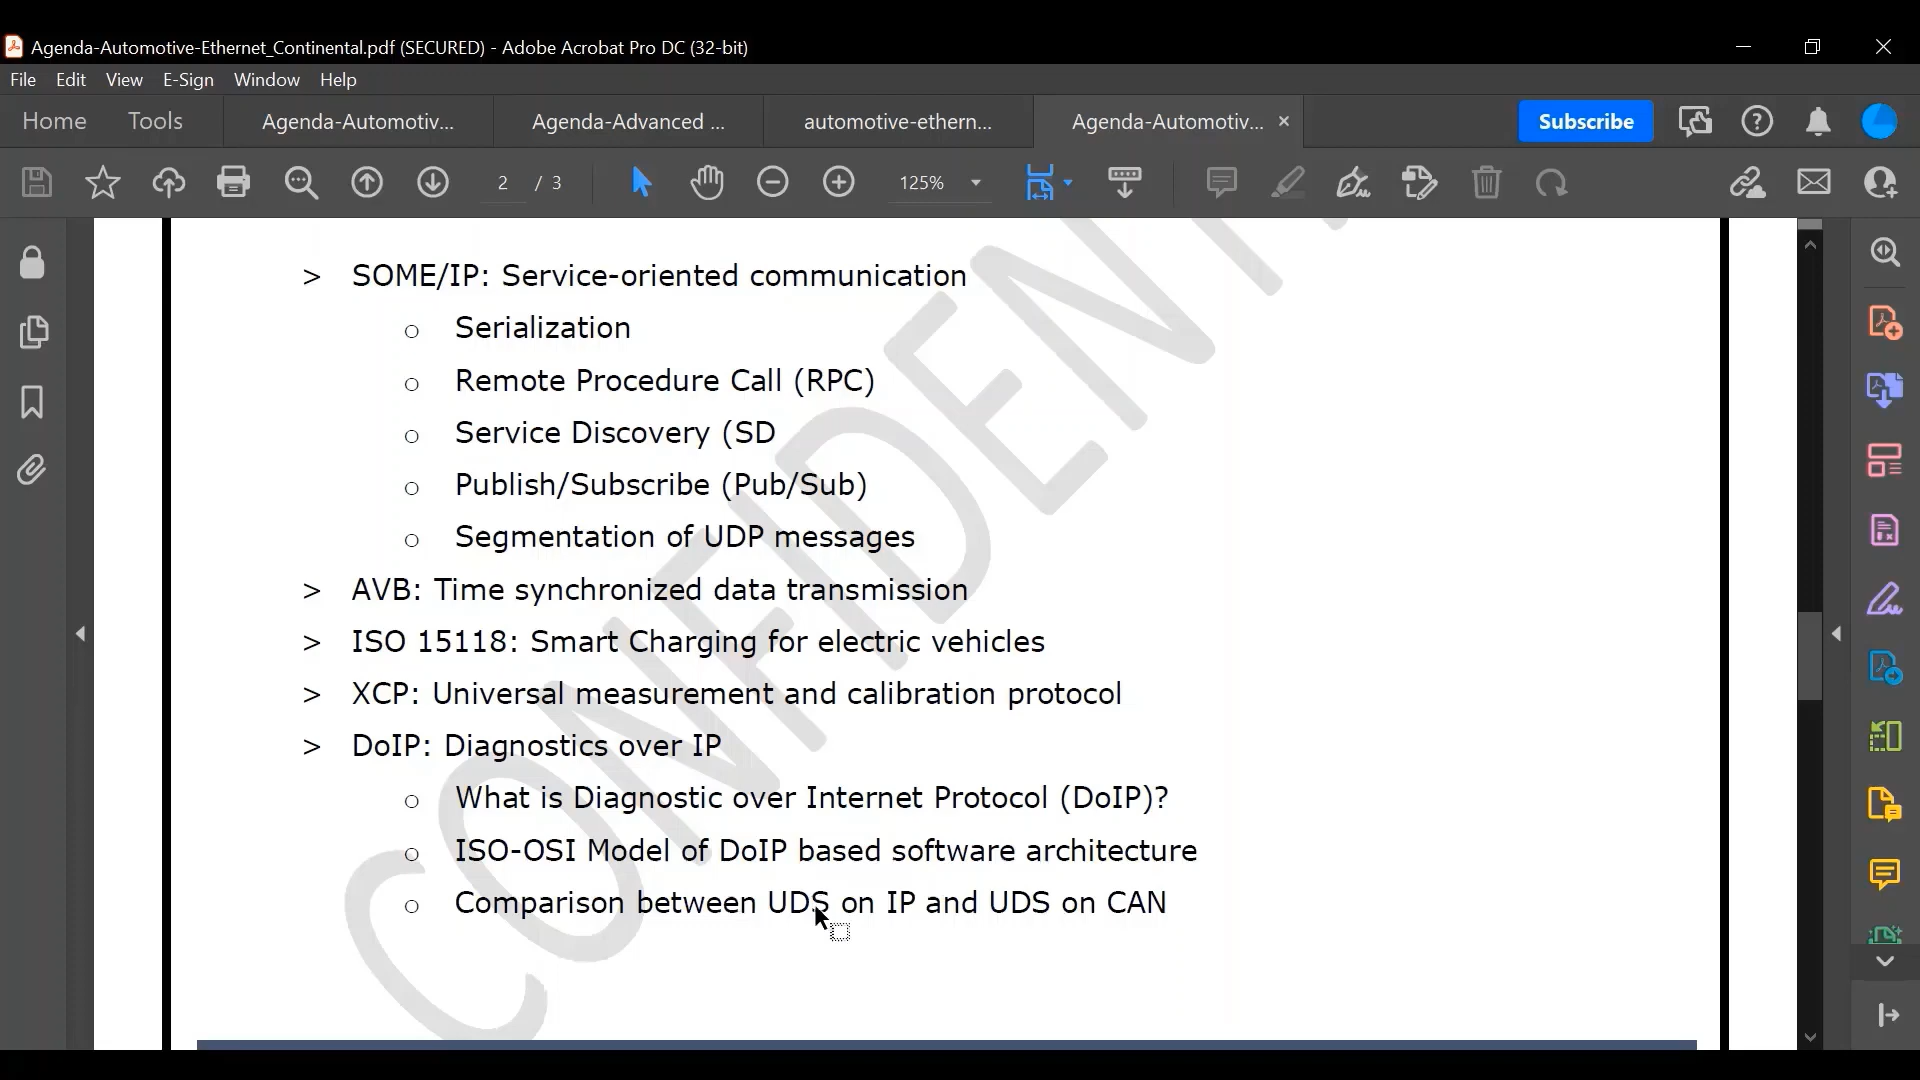 Agenda-Automotive-Ethernet_Continental.pdf (SECURED) - Adobe Acrobat Pro DC (32-bit)
File Edit View E-Sign Window Help
Home Tools Agenda-Automotiv... Agenda-Advanced ... automotive-ethern... Agenda-Automotiv... × Subscribe
2 / 3 125%
> SOME/IP: Service-oriented communication
o Serialization
o Remote Procedure Call (RPC)
o Service Discovery (SD
o Publish/Subscribe (Pub/Sub)
o Segmentation of UDP messages
> AVB: Time synchronized data transmission
> ISO 15118: Smart Charging for electric vehicles
> XCP: Universal measurement and calibration protocol
> DoIP: Diagnostics over IP
o What is Diagnostic over Internet Protocol (DoIP)?
o ISO-OSI Model of DoIP based software architecture
o Comparison between UDS on IP and UDS on CAN
CONFIDENT